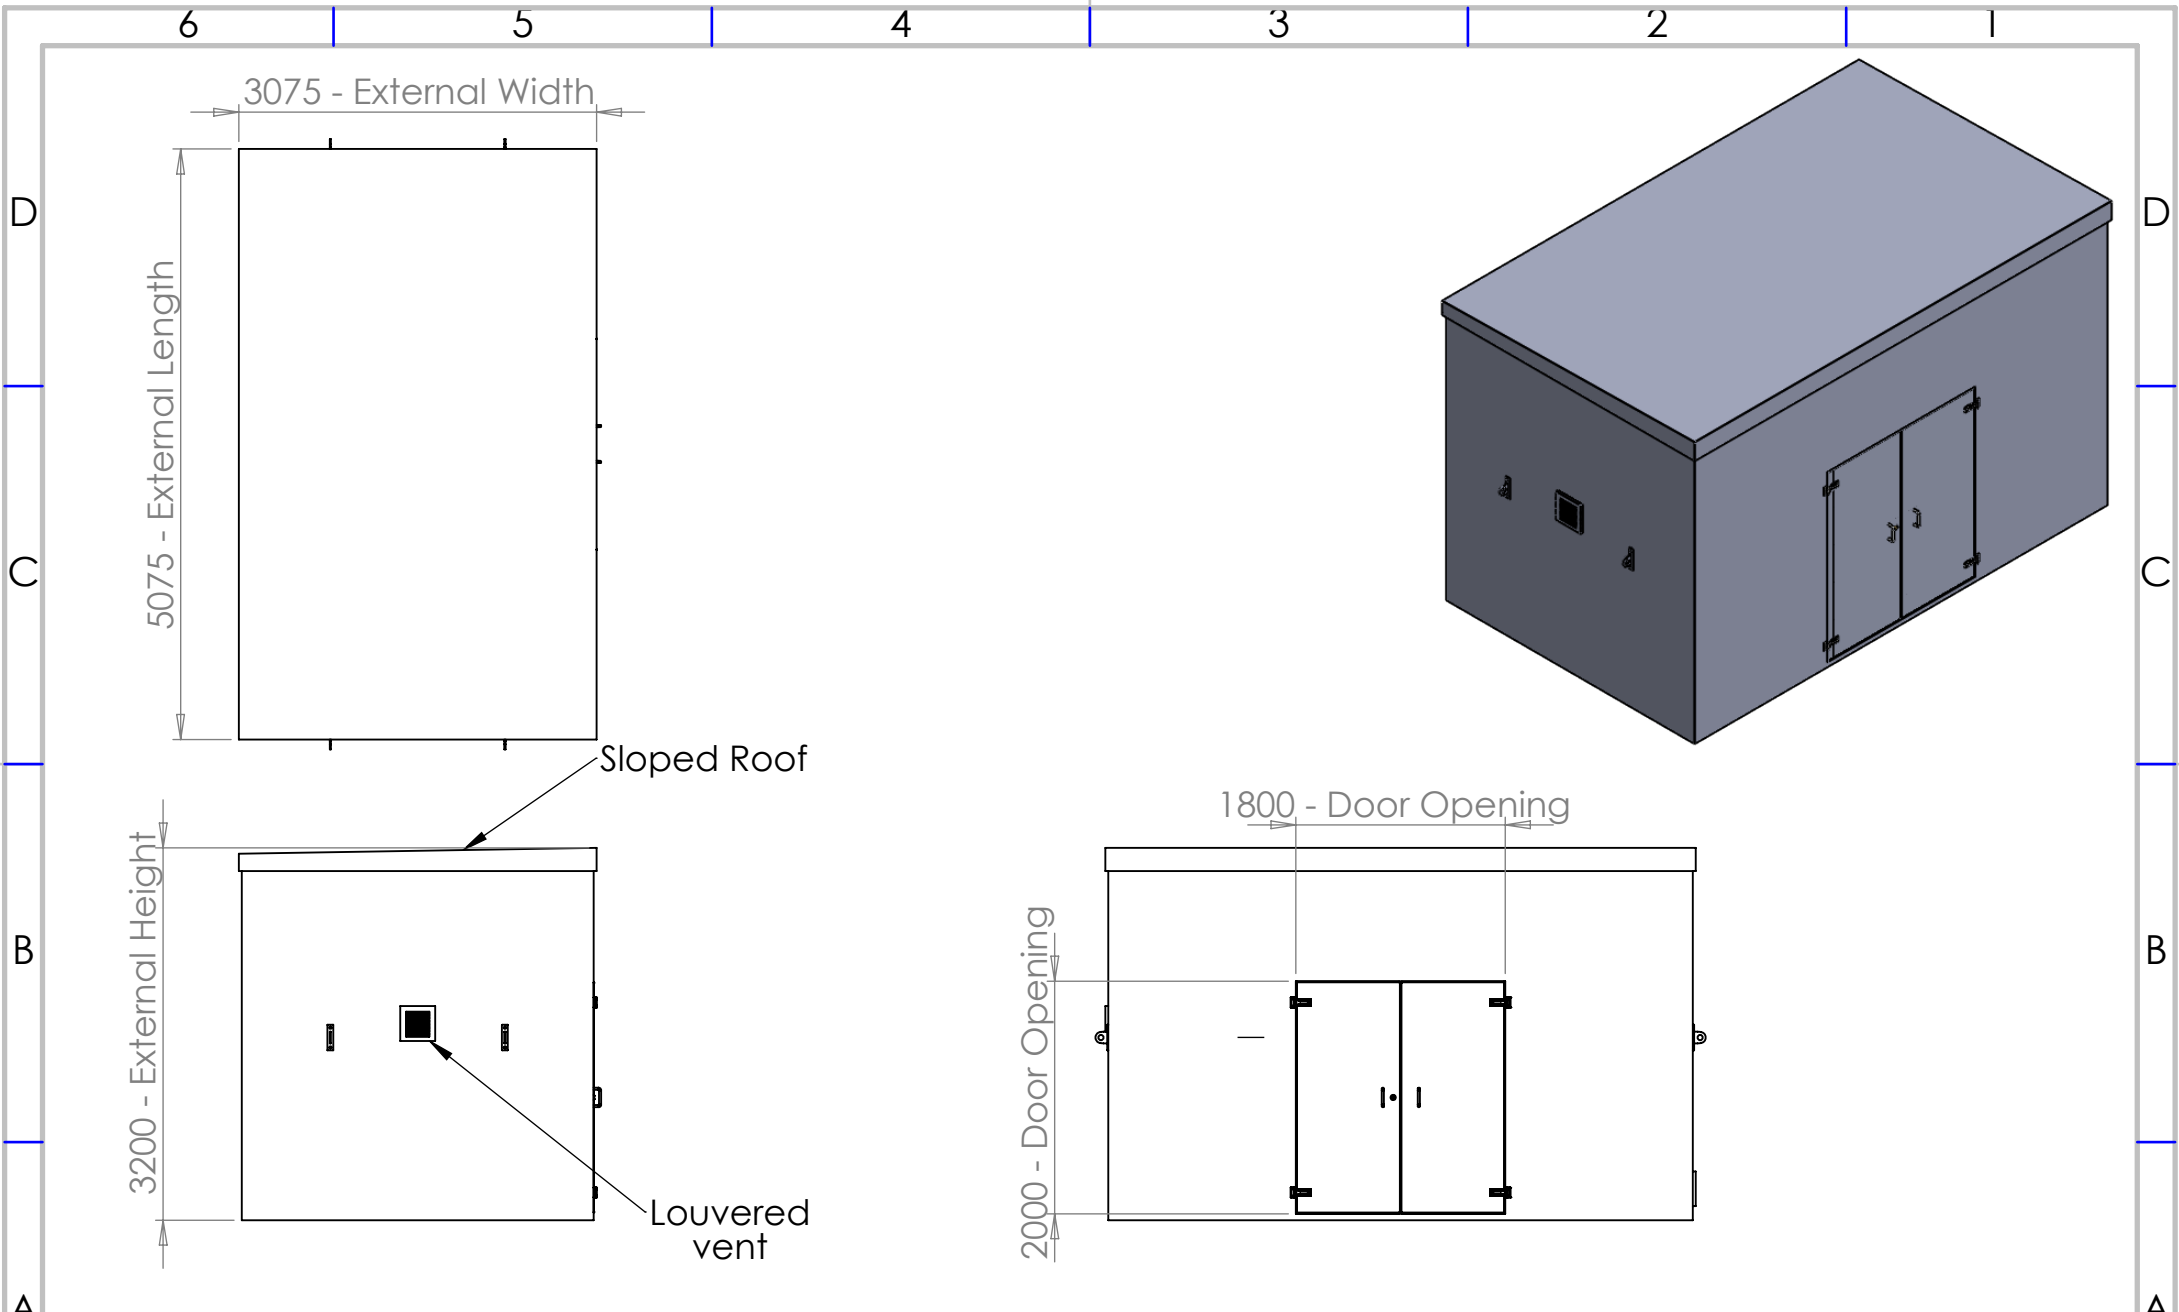 6 5 4 3 2 1
3075 - External Width
D D
5075 - External Length
C C
Sloped Roof
1800 - Door Opening
3200 - External Height
2000 - Door Opening
B B
Louvered
vent
A A